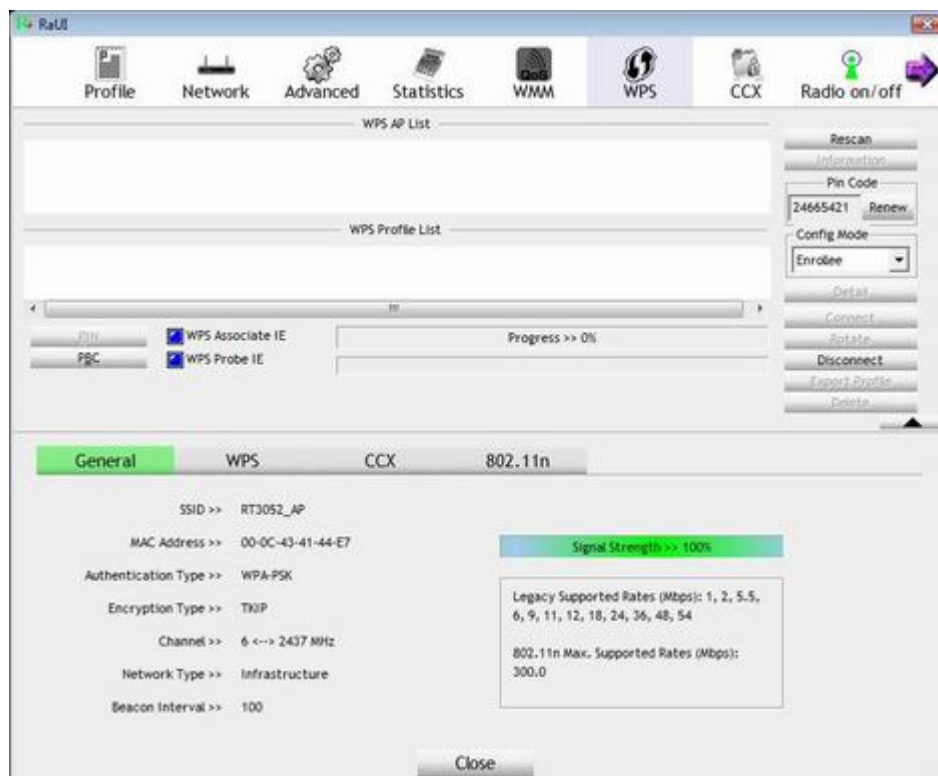 RaUI
Profile Network Advanced Statistics WMM WPS CCX Radio on/off
QoS
WPS AP List
Rescan
Information
Pin Code
24665421 Renew
WPS Profile List
Config Mode
Enrollee
Detail
PIN WPS Associate IE Progress >> 0% Connect
Rotate
PBC WPS Probe IE Disconnect
Export Profile
Delete
General WPS CCX 802.11n
SSID >> RT3052_AP
MAC Address >> 00-0C-43-41-44-E7
Signal Strength >> 100%
Authentication Type >> WPA-PSK
Legacy Supported Rates (Mbps): 1, 2, 5.5,
6, 9, 11, 12, 18, 24, 36, 48, 54
Encryption Type >> TKIP
Channel >> 6 <--> 2437 MHz
802.11n Max. Supported Rates (Mbps):
300.0
Network Type >> Infrastructure
Beacon Interval >> 100
Close